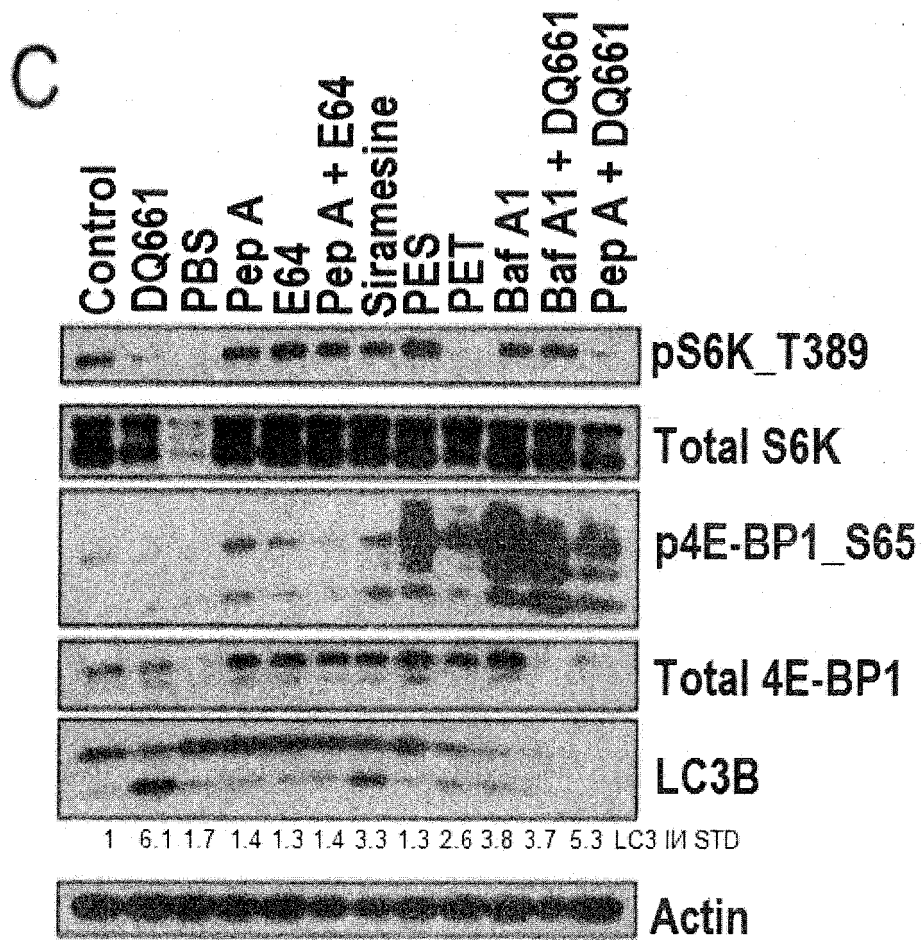 C
Control
DQ661
PBS
Pep A
E64
Pep A + E64
Siramesine
PES
PET
Baf A1
Baf A1 + DQ661
Pep A + DQ661
pS6K_T389
Total S6K
p4E-BP1_S65
Total 4E-BP1
LC3B
1 6.1 1.7 1.4 1.3 1.4 3.3 1.3 2.6 3.8 3.7 5.3 LC3 II/I STD
Actin